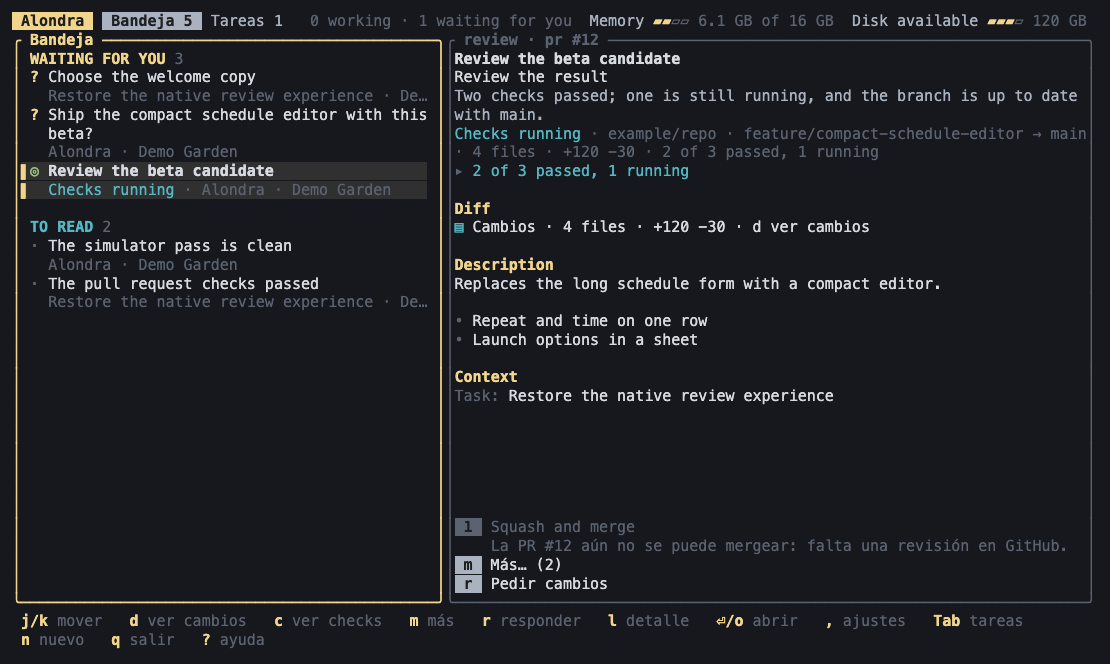 Alondra Bandeja 5 Tareas 1 0 working · 1 waiting for you Memory ▰▰▱▱ 6.1 GB of 16 GB Disk available ▰▰▰▱ 120 GB
Bandeja
WAITING FOR YOU 3
? Choose the welcome copy
Restore the native review experience · De…
? Ship the compact schedule editor with this
beta?
Alondra · Demo Garden
◎ Review the beta candidate
Checks running · Alondra · Demo Garden
TO READ 2
· The simulator pass is clean
Alondra · Demo Garden
· The pull request checks passed
Restore the native review experience · De…
review · pr #12
Review the beta candidate
Review the result
Two checks passed; one is still running, and the branch is up to date
with main.
Checks running · example/repo · feature/compact-schedule-editor → main
· 4 files · +120 −30 · 2 of 3 passed, 1 running
▸ 2 of 3 passed, 1 running
Diff
▤ Cambios · 4 files · +120 −30 · d ver cambios
Description
Replaces the long schedule form with a compact editor.
• Repeat and time on one row
• Launch options in a sheet
Context
Task: Restore the native review experience
1 Squash and merge
La PR #12 aún no se puede mergear: falta una revisión en GitHub.
m Más… (2)
r Pedir cambios
j/k mover d ver cambios c ver checks m más r responder l detalle ⏎/o abrir , ajustes Tab tareas
n nuevo q salir ? ayuda